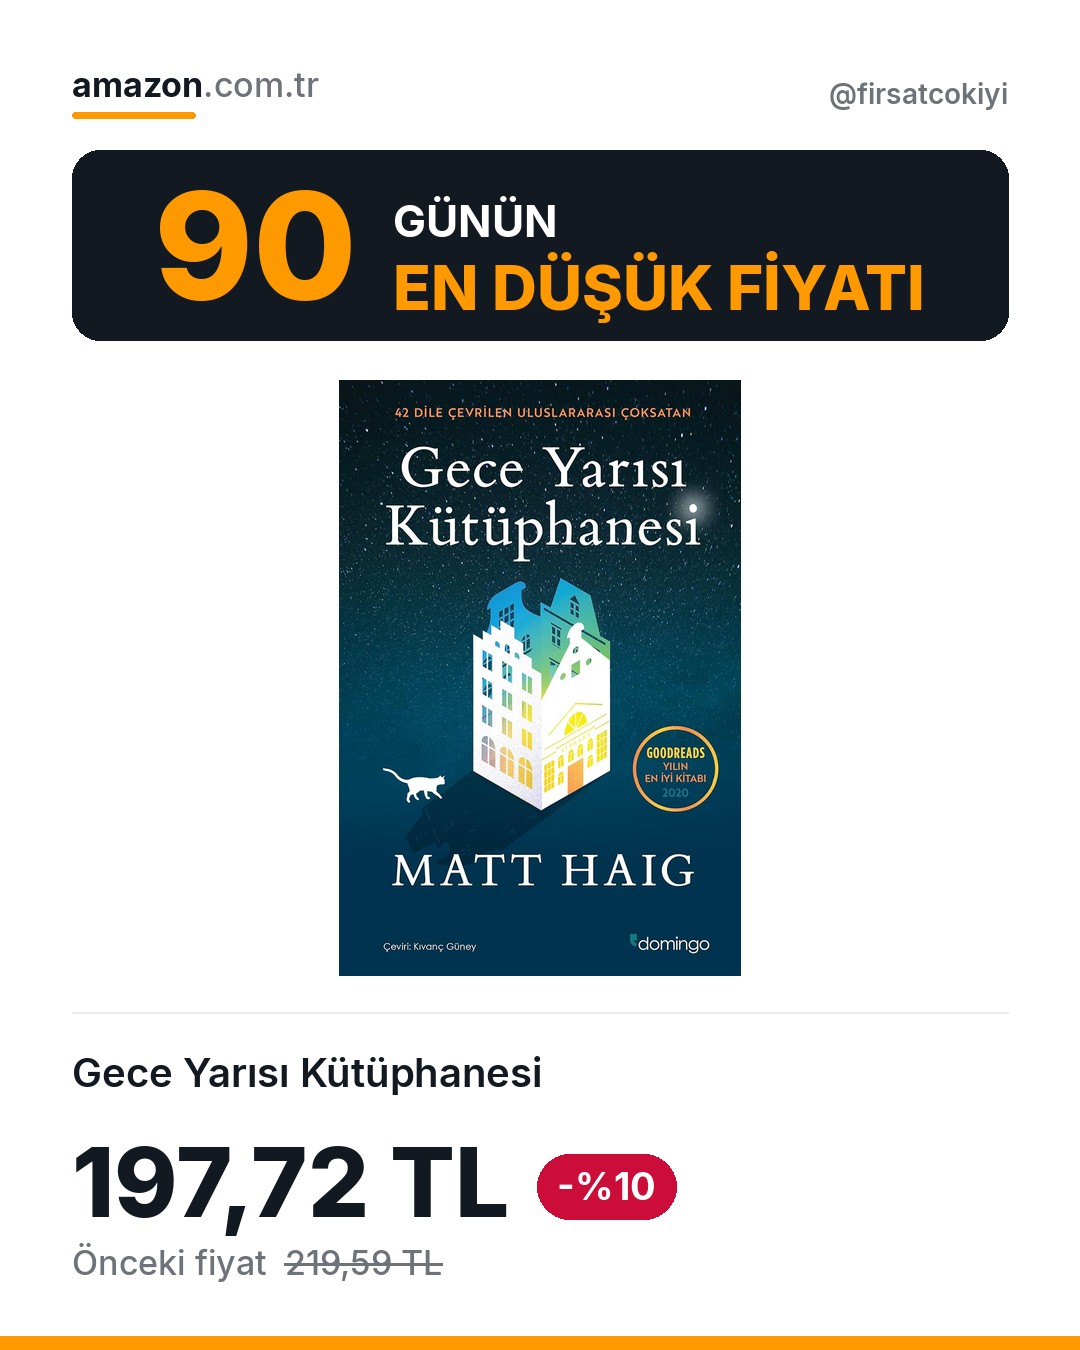 amazon.com.tr
@firsatcokiyi
90 GÜNÜN
EN DÜŞÜK FİYATI
42 DİLE ÇEVRİLEN ULUSLARARASI ÇOKSATAN
Gece Yarısı
Kütüphanesi
GOODREADS
YILIN
EN İYİ KİTABI
2020
MATT HAIG
Çeviri: Kıvanç Güney
domingo
Gece Yarısı Kütüphanesi
197,72 TL -%10
Önceki fiyat 219,59 TL